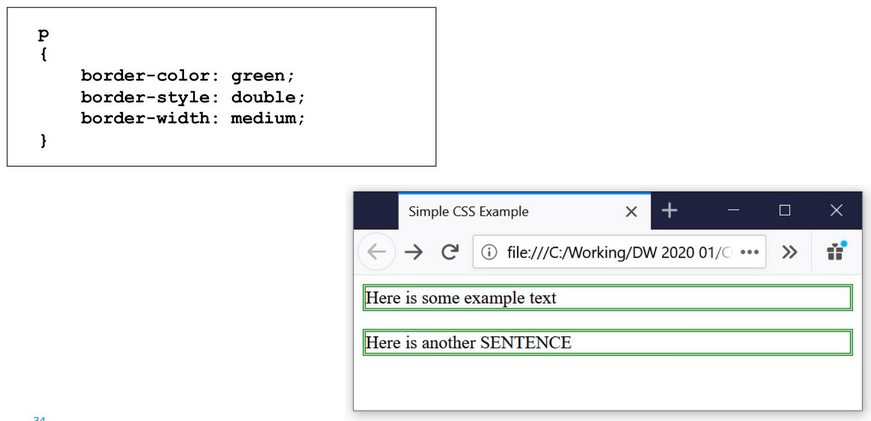 p
{
border-color: green;
border-style: double;
border-width: medium;
}
Simple CSS Example
file:///C:/Working/DW 2020 01/C
Here is some example text
Here is another SENTENCE